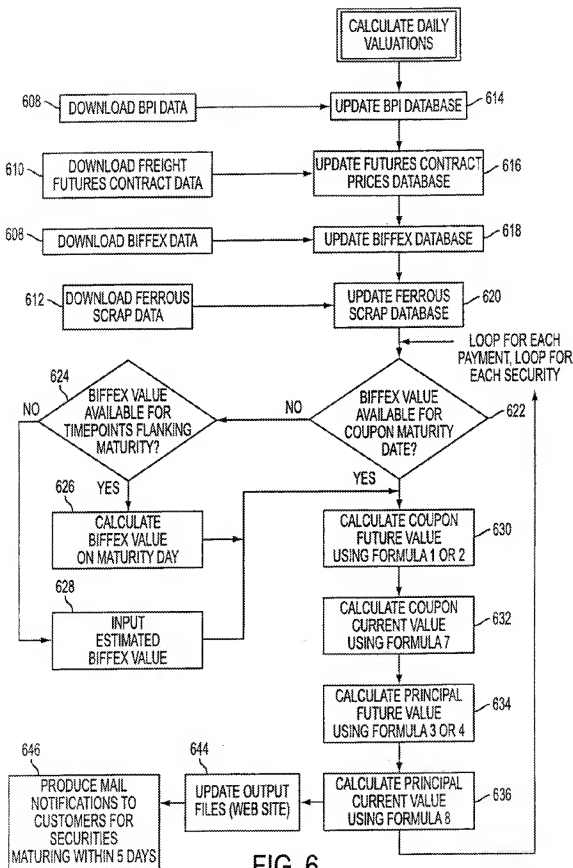 CALCULATE DAILY
VALUATIONS
608
DOWNLOAD BPI DATA
UPDATE BPI DATABASE
614
610
DOWNLOAD FREIGHT
FUTURES CONTRACT DATA
UPDATE FUTURES CONTRACT
PRICES DATABASE
616
608
DOWNLOAD BIFFEX DATA
UPDATE BIFFEX DATABASE
618
612
DOWNLOAD FERROUS
SCRAP DATA
UPDATE FERROUS
SCRAP DATABASE
620
LOOP FOR EACH
PAYMENT, LOOP FOR
EACH SECURITY
624
BIFFEX VALUE
AVAILABLE FOR
TIMEPOINTS FLANKING
MATURITY?
NO
NO
BIFFEX VALUE
AVAILABLE FOR
COUPON MATURITY
DATE?
622
YES
YES
626
CALCULATE
BIFFEX VALUE
ON MATURITY DAY
CALCULATE COUPON
FUTURE VALUE
USING FORMULA 1 OR 2
630
628
INPUT
ESTIMATED
BIFFEX VALUE
CALCULATE COUPON
CURRENT VALUE
USING FORMULA 7
632
CALCULATE PRINCIPAL
FUTURE VALUE
USING FORMULA 3 OR 4
634
646
PRODUCE MAIL
NOTIFICATIONS TO
CUSTOMERS FOR
SECURITIES
MATURING WITHIN 5 DAYS
644
UPDATE OUTPUT
FILES (WEB SITE)
CALCULATE PRINCIPAL
CURRENT VALUE
USING FORMULA 8
636
FIG. 6